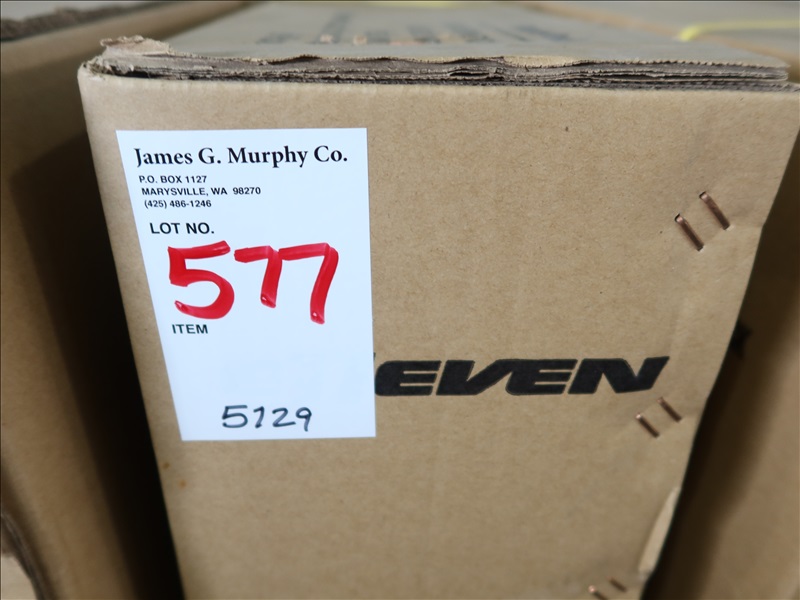 James G. Murphy Co.
P.O. BOX 1127
MARYSVILLE, WA 98270
(425) 486-1246
LOT NO.
577
ITEM
5129
EVEN